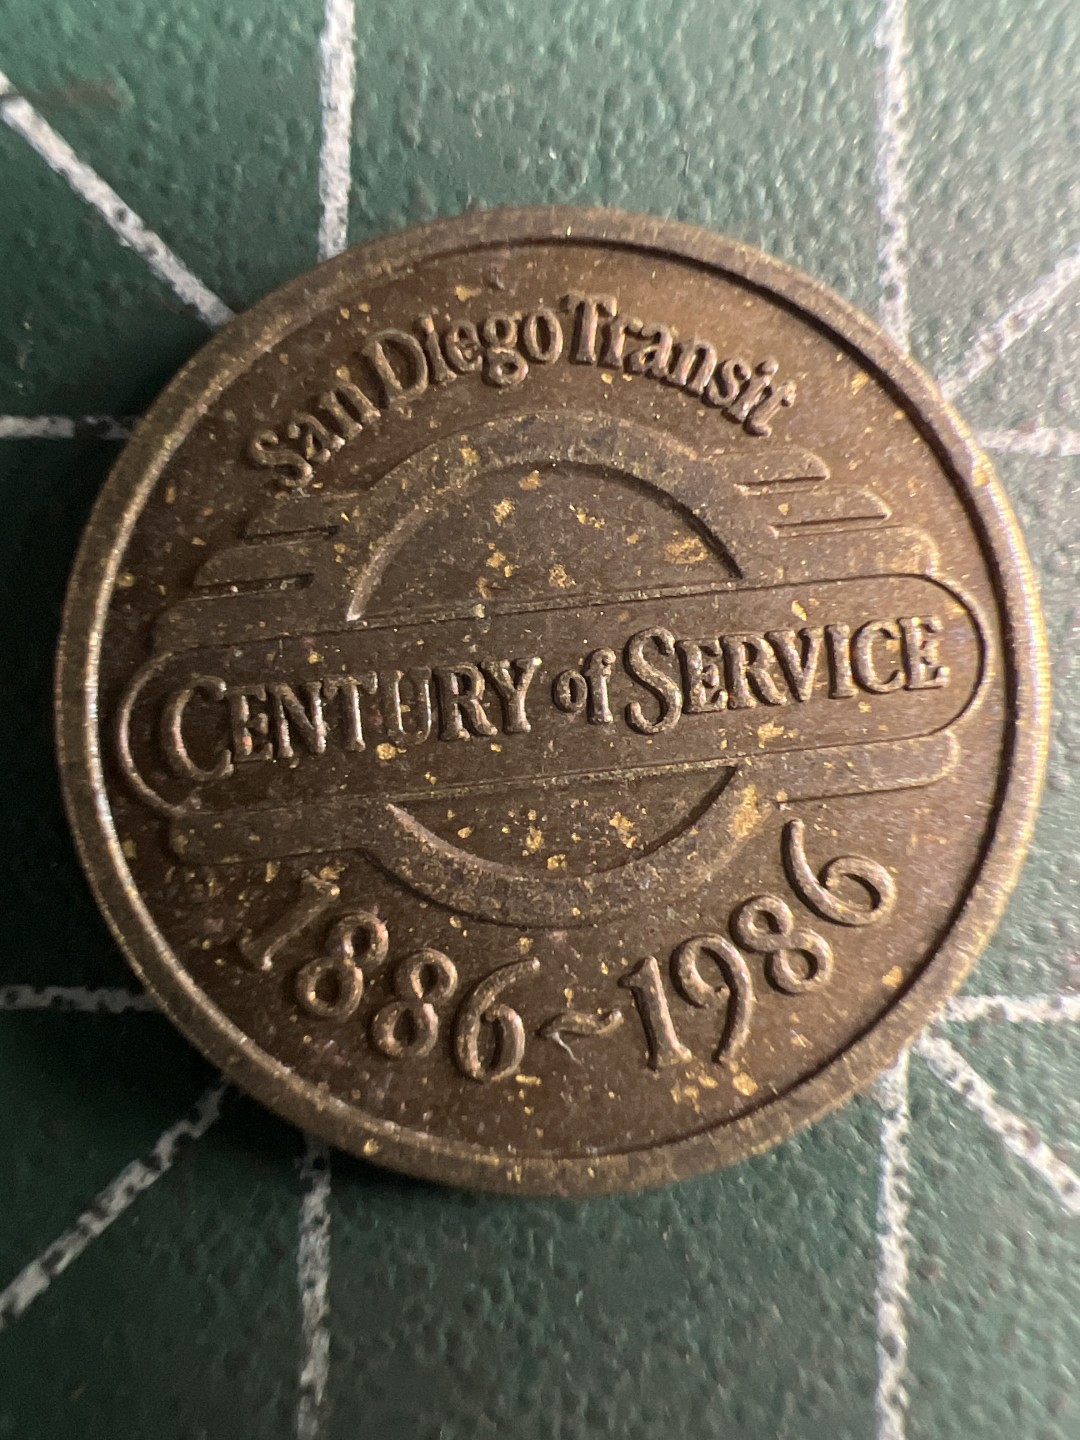 San Diego Transit
CENTURY of SERVICE
1886~1986